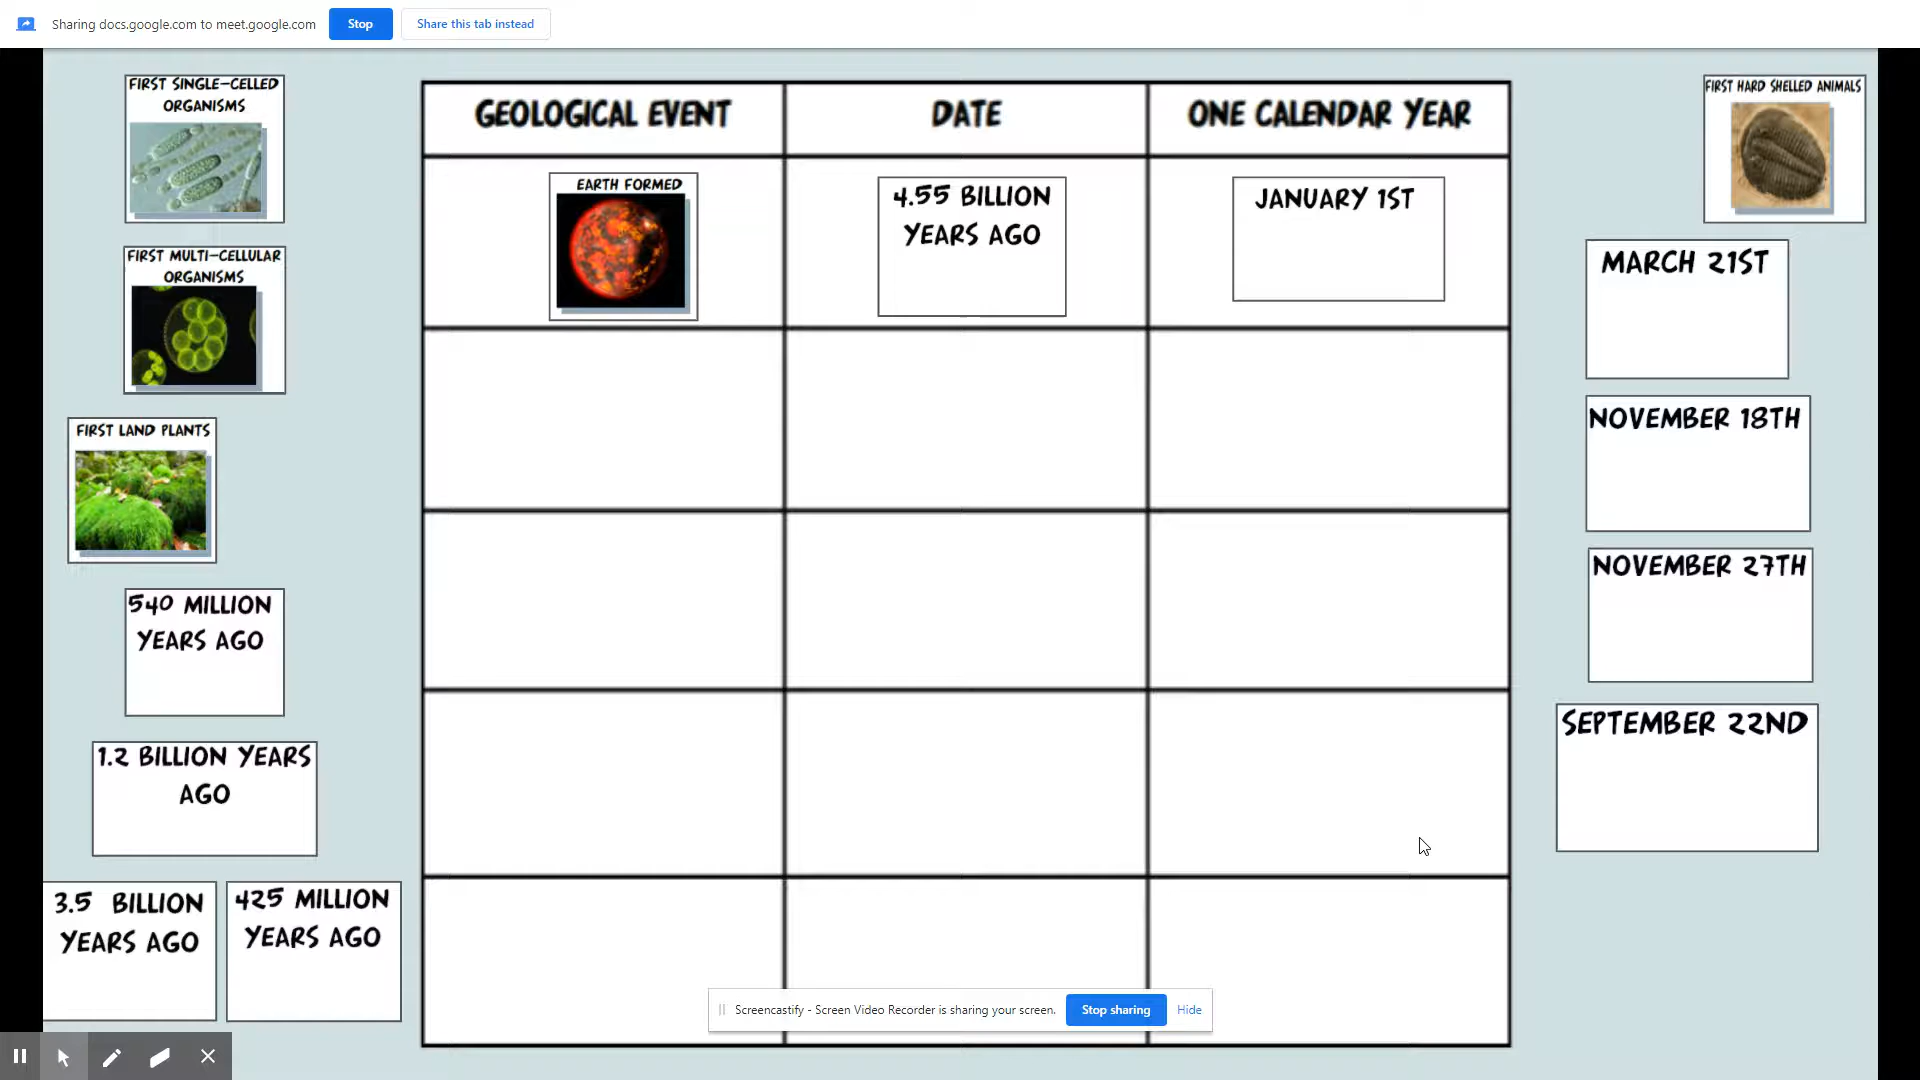 Sharing docs.google.com to meet.google.com Stop Share this tab instead
FIRST SINGLE-CELLED
ORGANISMS
FIRST MULTI-CELLULAR
ORGANISMS
FIRST LAND PLANTS
540 MILLION
YEARS AGO
1.2 BILLION YEARS
AGO
3.5 BILLION
YEARS AGO
425 MILLION
YEARS AGO
GEOLOGICAL EVENT DATE ONE CALENDAR YEAR
EARTH FORMED
4.55 BILLION
YEARS AGO
JANUARY 1ST
FIRST HARD SHELLED ANIMALS
MARCH 21ST
NOVEMBER 18TH
NOVEMBER 27TH
SEPTEMBER 22ND
Screencastify - Screen Video Recorder is sharing your screen. Stop sharing Hide